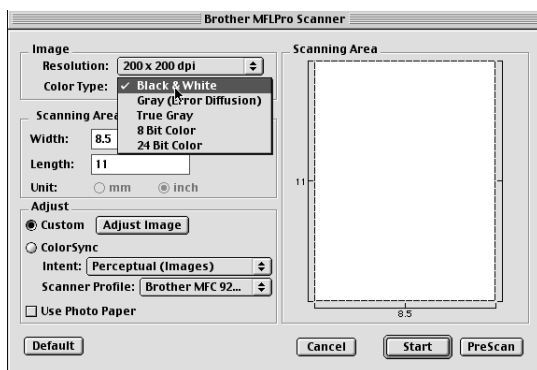 Brother MFLPro Scanner
Image
Resolution: 200 x 200 dpi
Color Type: ✓ Black & White
Gray (Error Diffusion)
True Gray
8 Bit Color
24 Bit Color
Scanning Area
Width: 8.5
Length: 11
Unit: mm inch
Adjust
Custom Adjust Image
ColorSync
Intent: Perceptual (Images)
Scanner Profile: Brother MFC 92...
Use Photo Paper
Scanning Area
11
8.5
Default Cancel Start PreScan